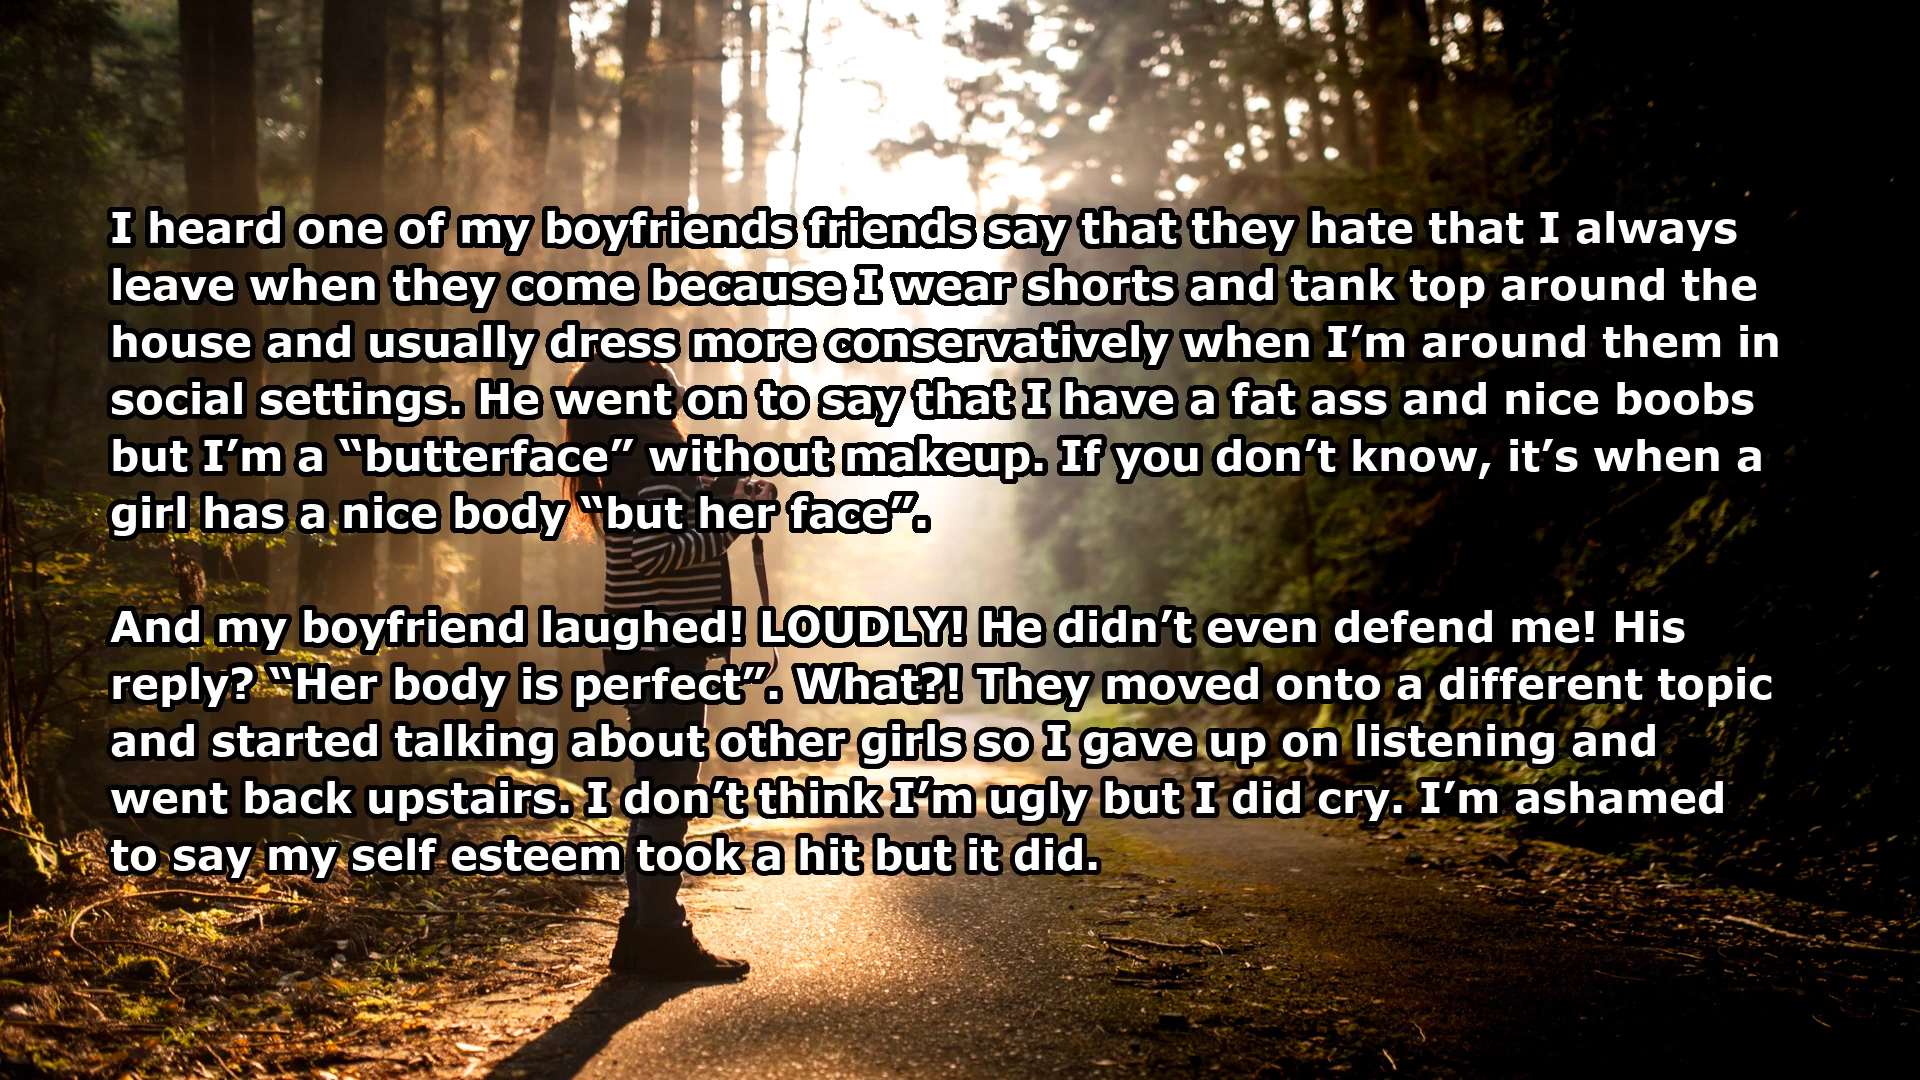 I heard one of my boyfriends friends say that they hate that I always
leave when they come because I wear shorts and tank top around the
house and usually dress more conservatively when I’m around them in
social settings. He went on to say that I have a fat ass and nice boobs
but I’m a “butterface” without makeup. If you don’t know, it’s when a
girl has a nice body “but her face”.
And my boyfriend laughed! LOUDLY! He didn’t even defend me! His
reply? “Her body is perfect”. What?! They moved onto a different topic
and started talking about other girls so I gave up on listening and
went back upstairs. I don’t think I’m ugly but I did cry. I’m ashamed
to say my self esteem took a hit but it did.